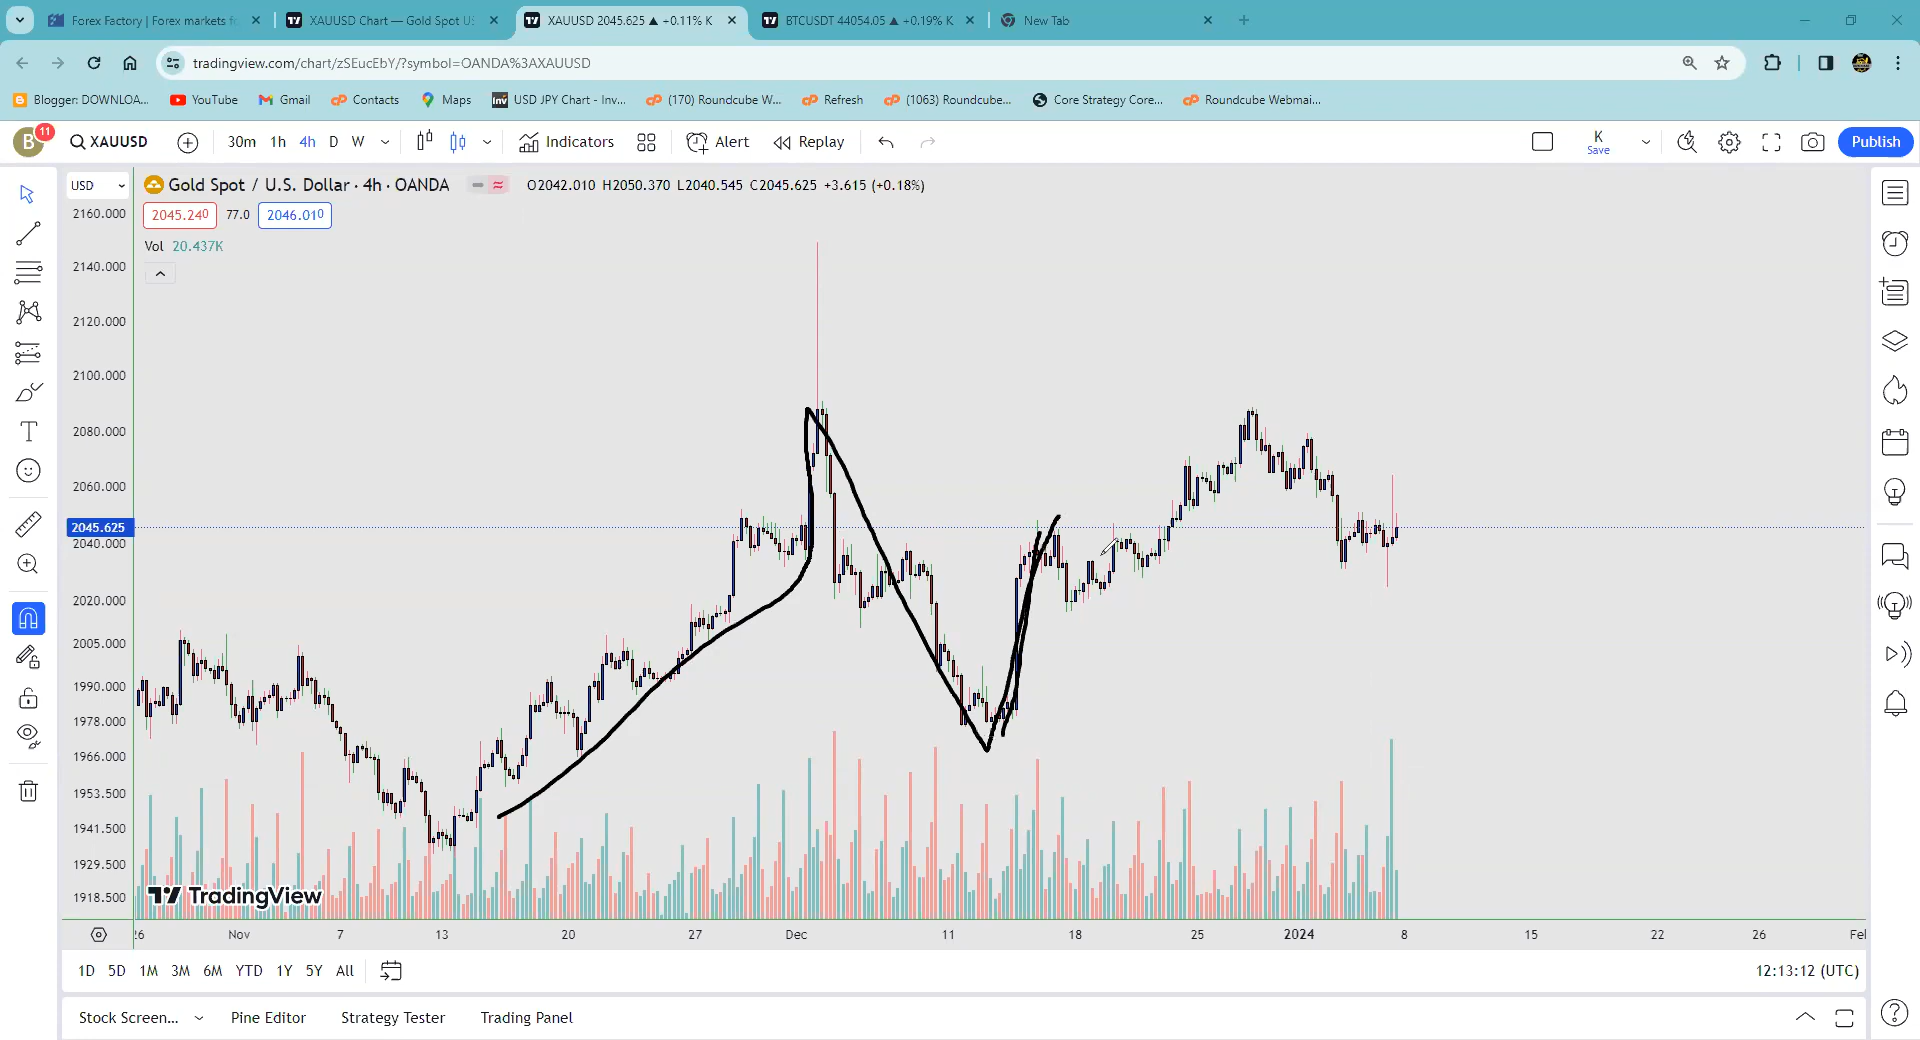 Forex Factory | Forex markets fo
XAUUSD Chart — Gold Spot US
XAUUSD 2045.625 ▲ +0.11% K
BTCUSDT 44054.05 ▲ +0.19% K
New Tab
tradingview.com/chart/zSEucEbY/?symbol=OANDA%3AXAUUSD
Blogger: DOWNLOA...
YouTube
Gmail
Contacts
Maps
Inv
USD JPY Chart - Inv...
(170) Roundcube W...
Refresh
(1063) Roundcube...
Core Strategy Core...
Roundcube Webmai...
B
11
XAUUSD
30m
1h
4h
D
W
Indicators
Alert
Replay
K
Save
Publish
USD
Gold Spot / U.S. Dollar · 4h · OANDA
O2042.010 H2050.370 L2040.545 C2045.625 +3.615 (+0.18%)
2045.240
77.0
2046.010
Vol 20.437K
2160.000
2140.000
2120.000
2100.000
2080.000
2060.000
2045.625
2040.000
2020.000
2005.000
1990.000
1978.000
1966.000
1953.500
1941.500
1929.500
1918.500
TradingView
26
Nov
7
13
20
27
Dec
11
18
25
2024
8
15
22
26
Fel
1D
5D
1M
3M
6M
YTD
1Y
5Y
All
12:13:12 (UTC)
Stock Screen...
Pine Editor
Strategy Tester
Trading Panel